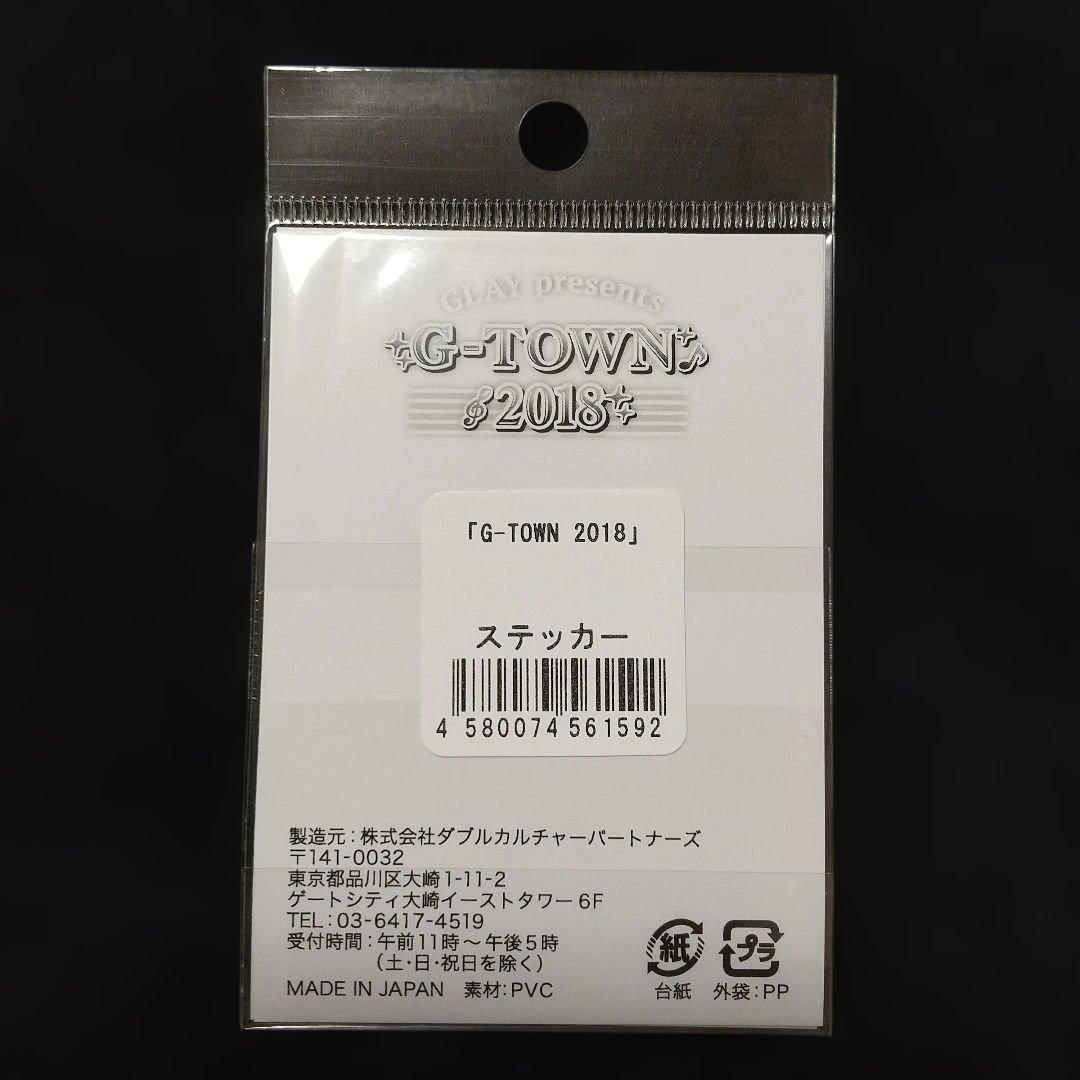 GLAY presents
G-TOWN
2018
「G-TOWN 2018」
ステッカー
4 580074 561592
製造元:株式会社ダブルカルチャーパートナーズ
〒141-0032
東京都品川区大崎1-11-2
ゲートシティ大崎イーストタワー6F
TEL:03-6417-4519
受付時間:午前11時～午後5時
(土・日・祝日を除く)
MADE IN JAPAN 素材:PVC
紙 プラ
台紙 外袋:PP